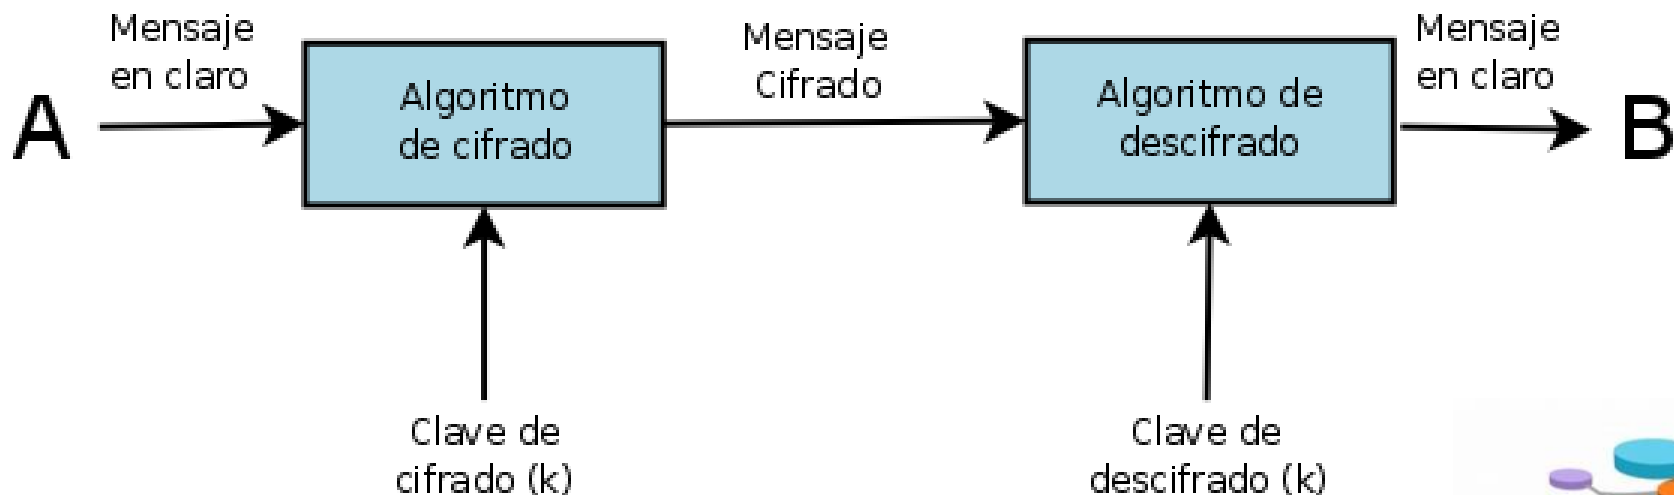 Mensaje
en claro
A
Algoritmo
de cifrado
Mensaje
Cifrado
Algoritmo de
descifrado
Mensaje
en claro
B
Clave de
cifrado (k)
Clave de
descifrado (k)